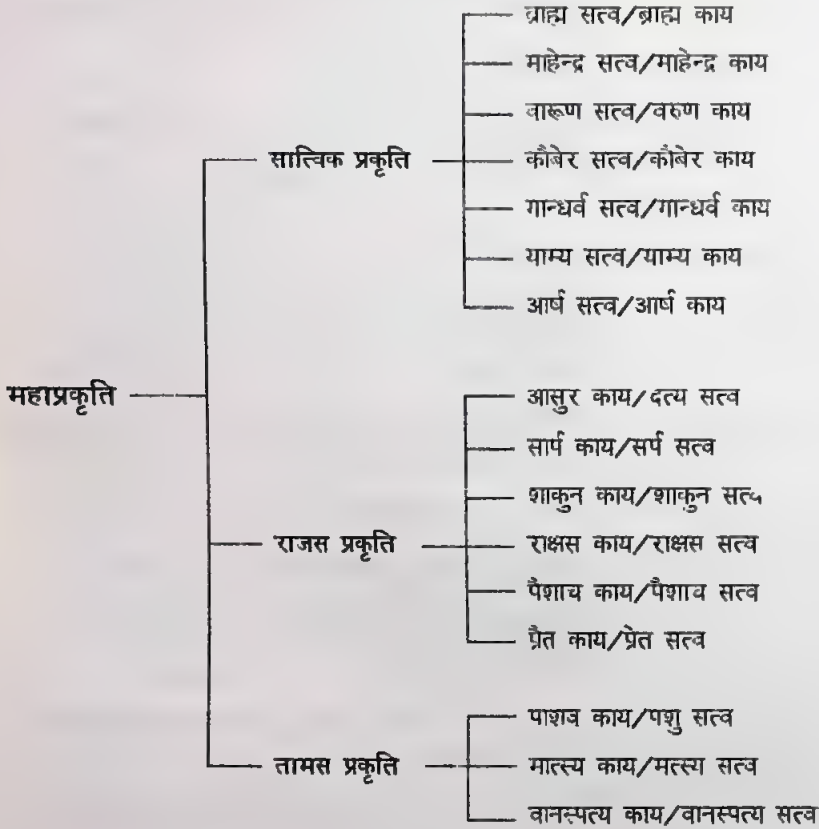 ब्राह्म सत्व/ब्राह्म काय
माहेन्द्र सत्व/माहेन्द्र काय
वारूण सत्व/वरुण काय
सात्विक प्रकृति
कौबेर सत्व/कौबेर काय
गान्धर्व सत्व/गान्धर्व काय
याम्य सत्व/याम्य काय
आर्ष सत्व/आर्ष काय
महाप्रकृति
आसुर काय/दत्य सत्व
सार्प काय/सर्प सत्व
शाकुन काय/शाकुन सत्व
राजस प्रकृति
राक्षस काय/राक्षस सत्व
पैशाच काय/पैशाच सत्व
प्रैत काय/प्रेत सत्व
पाशव काय/पशु सत्व
तामस प्रकृति
मात्स्य काय/मत्स्य सत्व
वानस्पत्य काय/वानस्पत्य सत्व